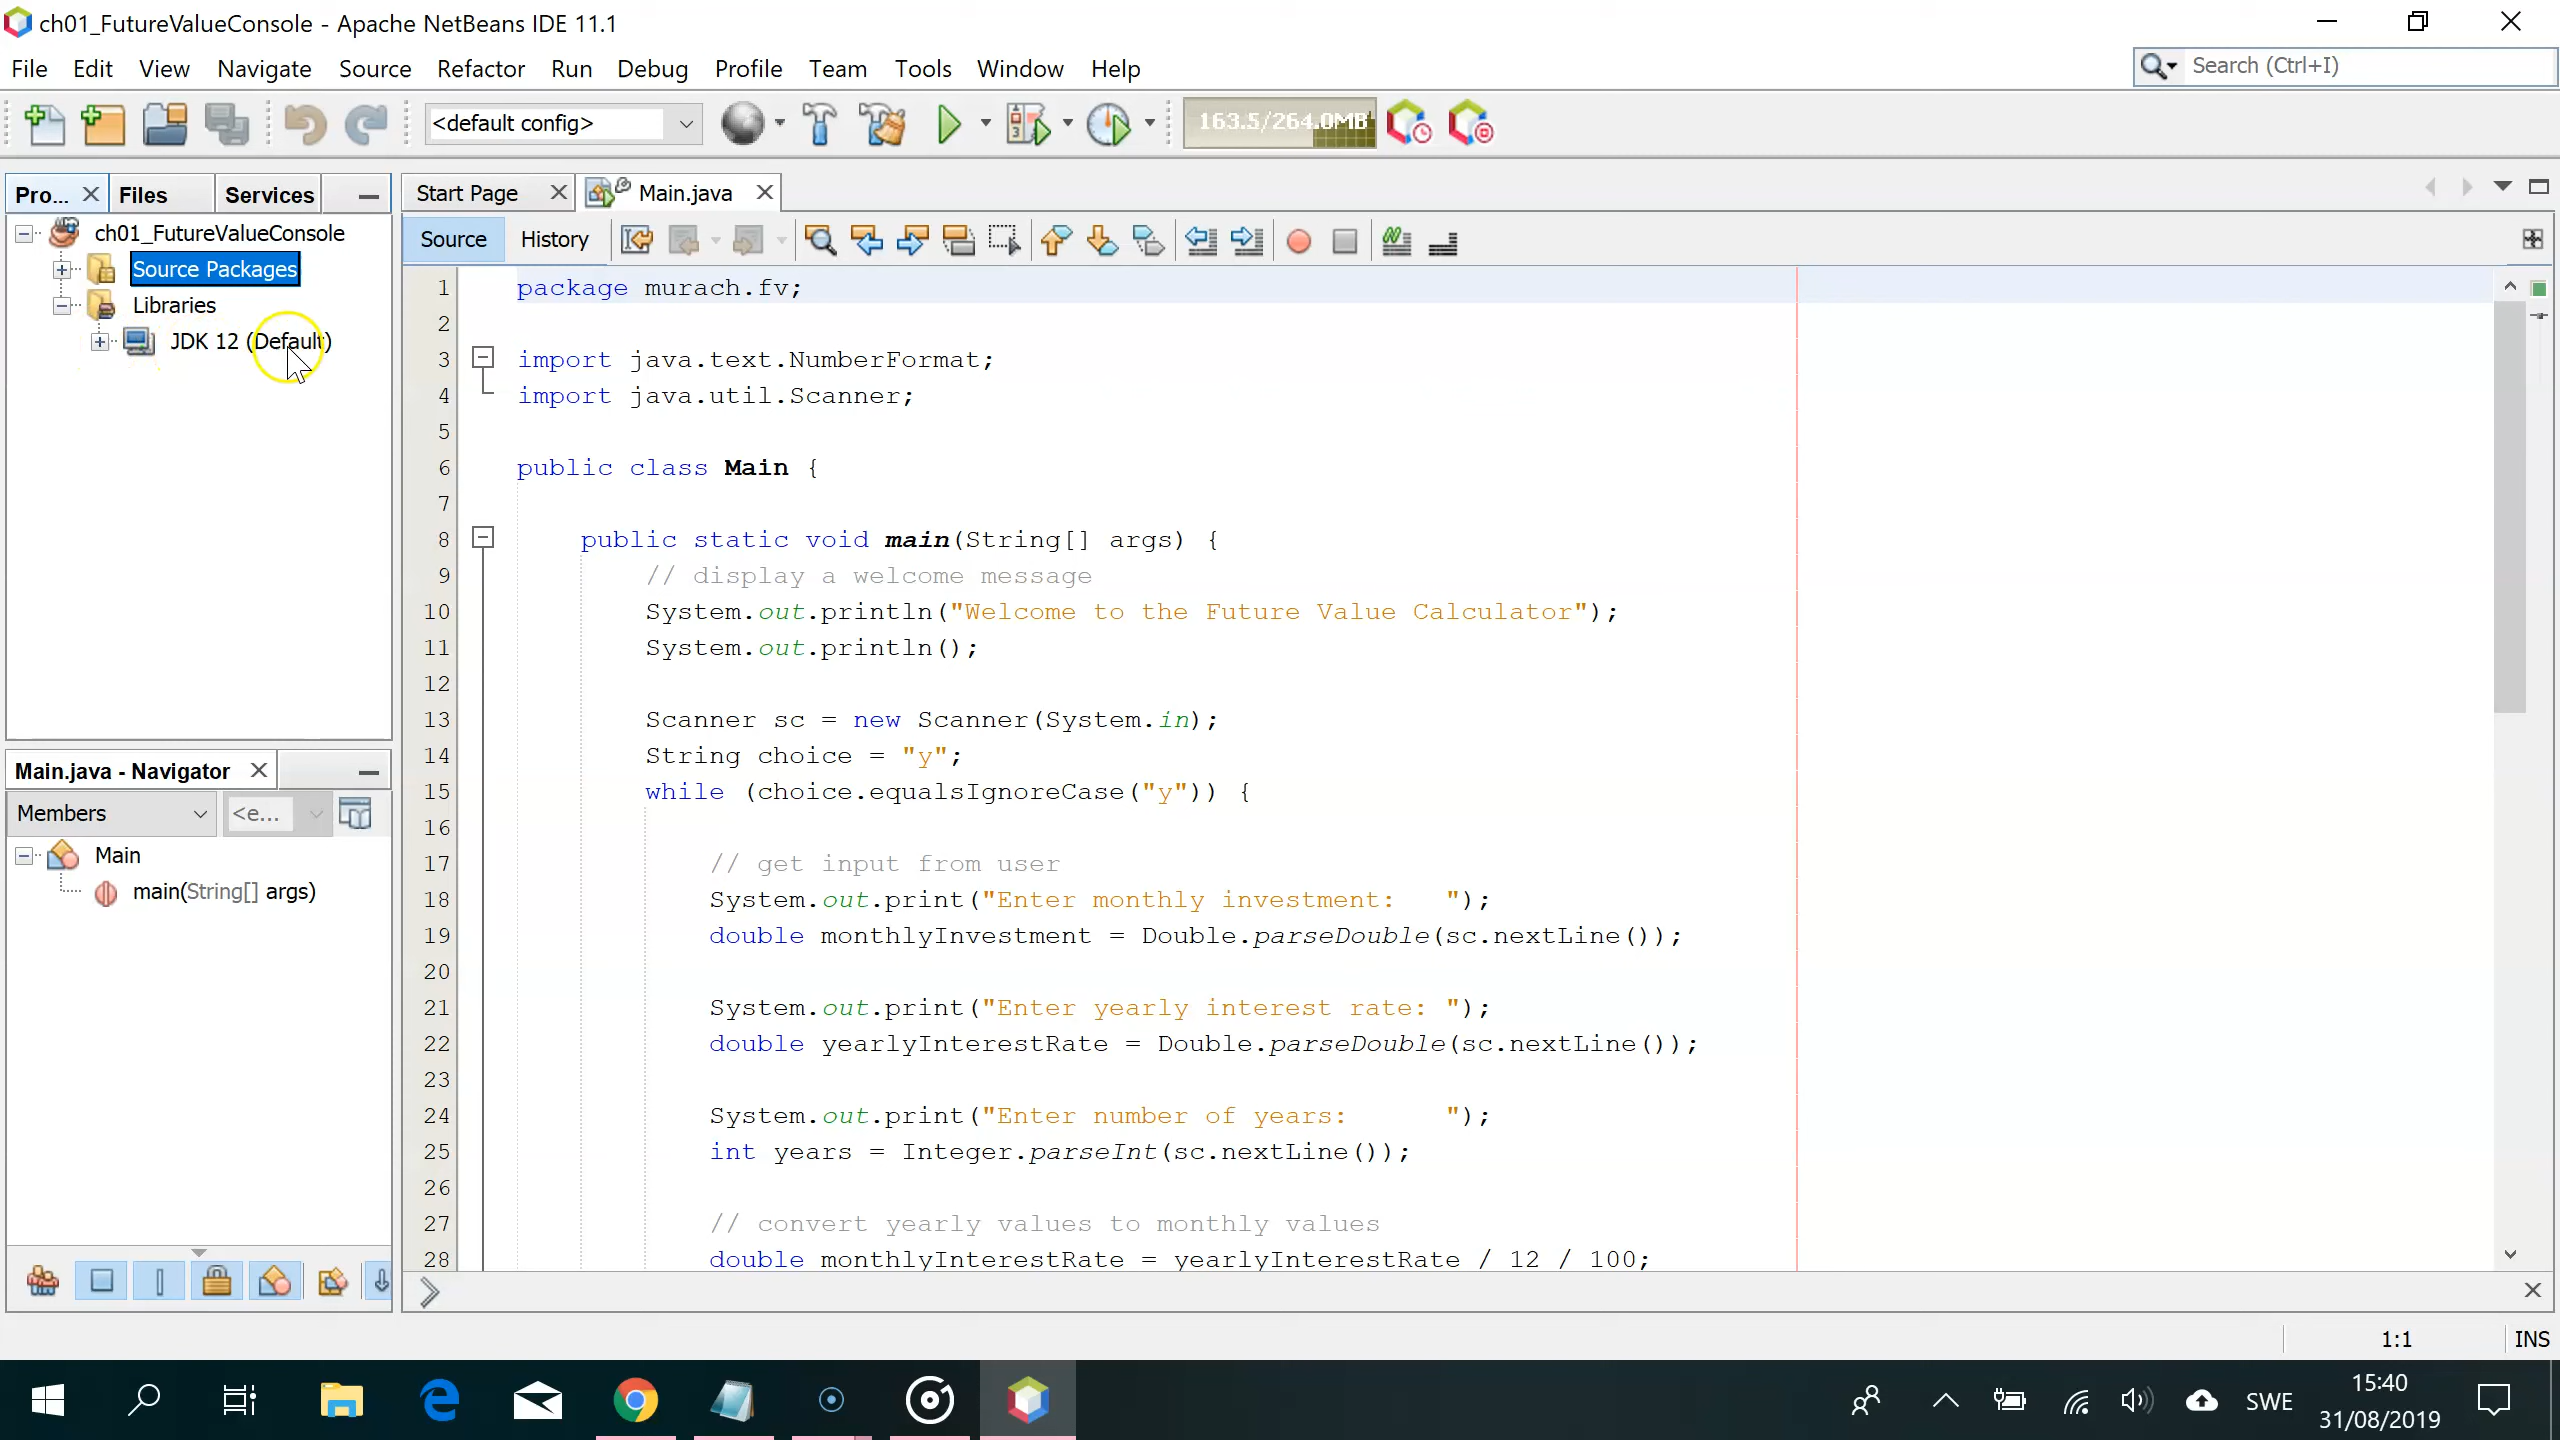 ch01_FutureValueConsole - Apache NetBeans IDE 11.1
File Edit View Navigate Source Refactor Run Debug Profile Team Tools Window Help
Search (Ctrl+I)
<default config>
163.5/264.0MB
Pro... Files Services
Start Page Main.java
ch01_FutureValueConsole
Source Packages
Libraries
JDK 12 (Default)
Source History
1 package murach.fv;
2
3 import java.text.NumberFormat;
4 import java.util.Scanner;
5
6 public class Main {
7
8 public static void main(String[] args) {
9 // display a welcome message
10 System.out.println("Welcome to the Future Value Calculator");
11 System.out.println();
12
13 Scanner sc = new Scanner(System.in);
14 String choice = "y";
15 while (choice.equalsIgnoreCase("y")) {
16
17 // get input from user
18 System.out.print("Enter monthly investment:   ");
19 double monthlyInvestment = Double.parseDouble(sc.nextLine());
20
21 System.out.print("Enter yearly interest rate: ");
22 double yearlyInterestRate = Double.parseDouble(sc.nextLine());
23
24 System.out.print("Enter number of years:      ");
25 int years = Integer.parseInt(sc.nextLine());
26
27 // convert yearly values to monthly values
28 double monthlyInterestRate = yearlyInterestRate / 12 / 100;
Main.java - Navigator
Members <e...
Main
main(String[] args)
1:1 INS
SWE
15:40
31/08/2019